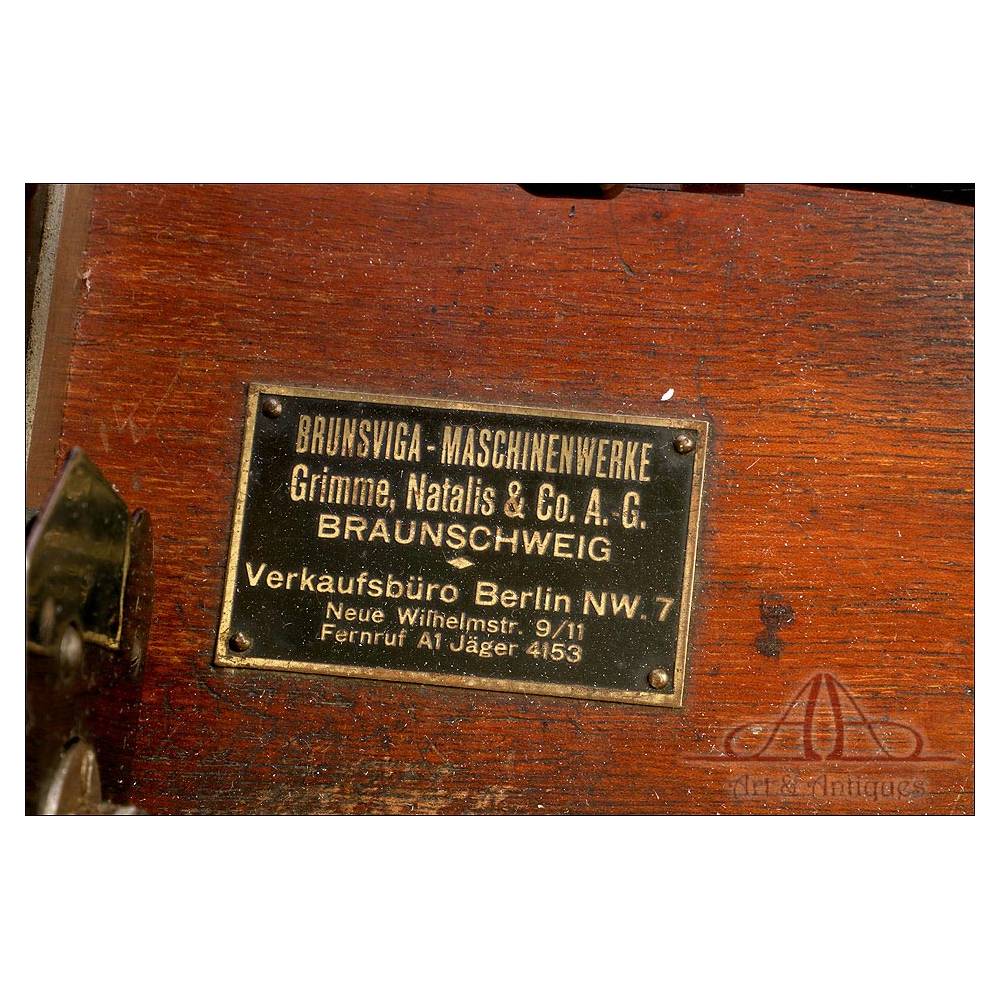 BRUNSVIGA-MASCHINENWERKE
Grimme, Natalis & Co. A.-G.
BRAUNSCHWEIG
Verkaufsbüro Berlin NW. 7
Neue Wilhelmstr. 9/11
Fernruf A1 Jäger 4153
Art & Antiques